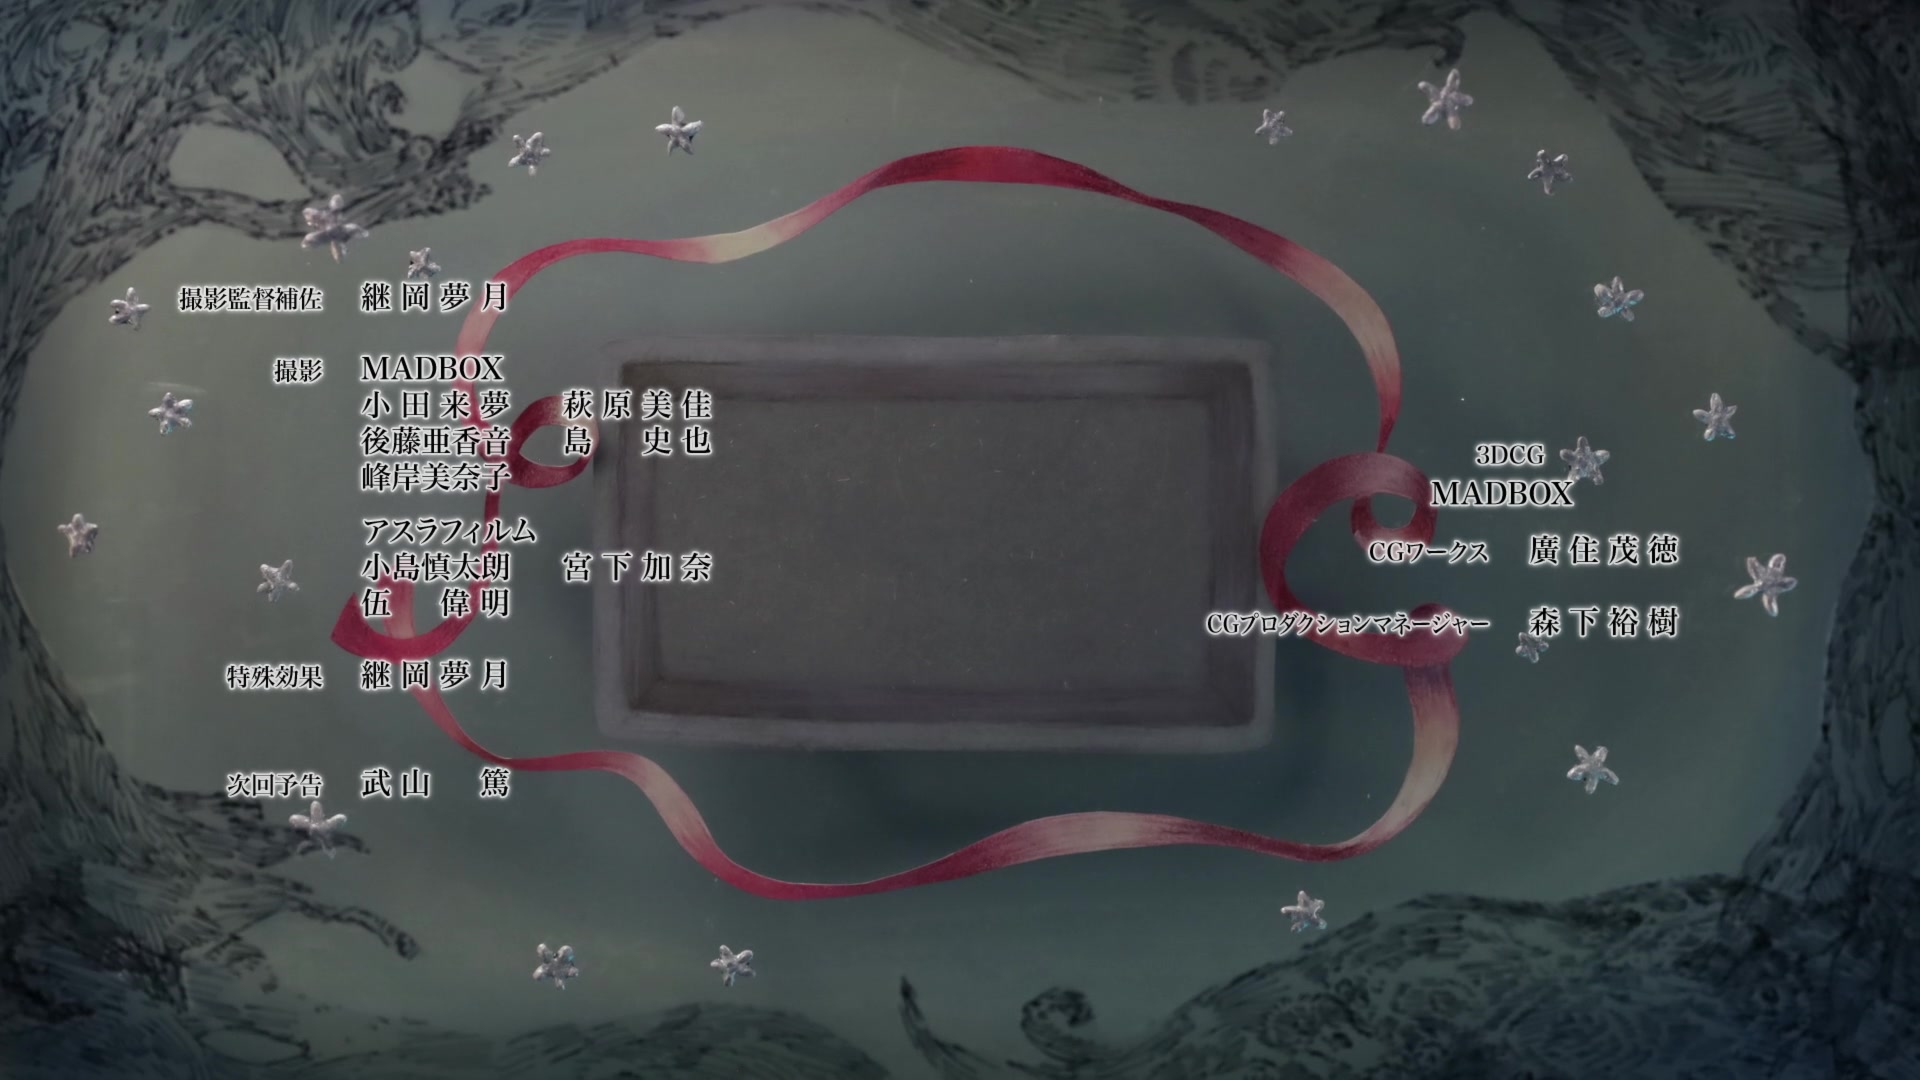 撮影監督補佐 継岡夢月
撮影 MADBOX
小田来夢 萩原美佳
後藤亜香音 島 史也
峰岸美奈子
アスラフィルム
小島慎太朗 宮下加奈
伍 偉明
特殊効果 継岡夢月
次回予告 武山 篤
3DCG
MADBOX
CGワークス 廣住茂徳
CGプロダクションマネージャー 森下裕樹